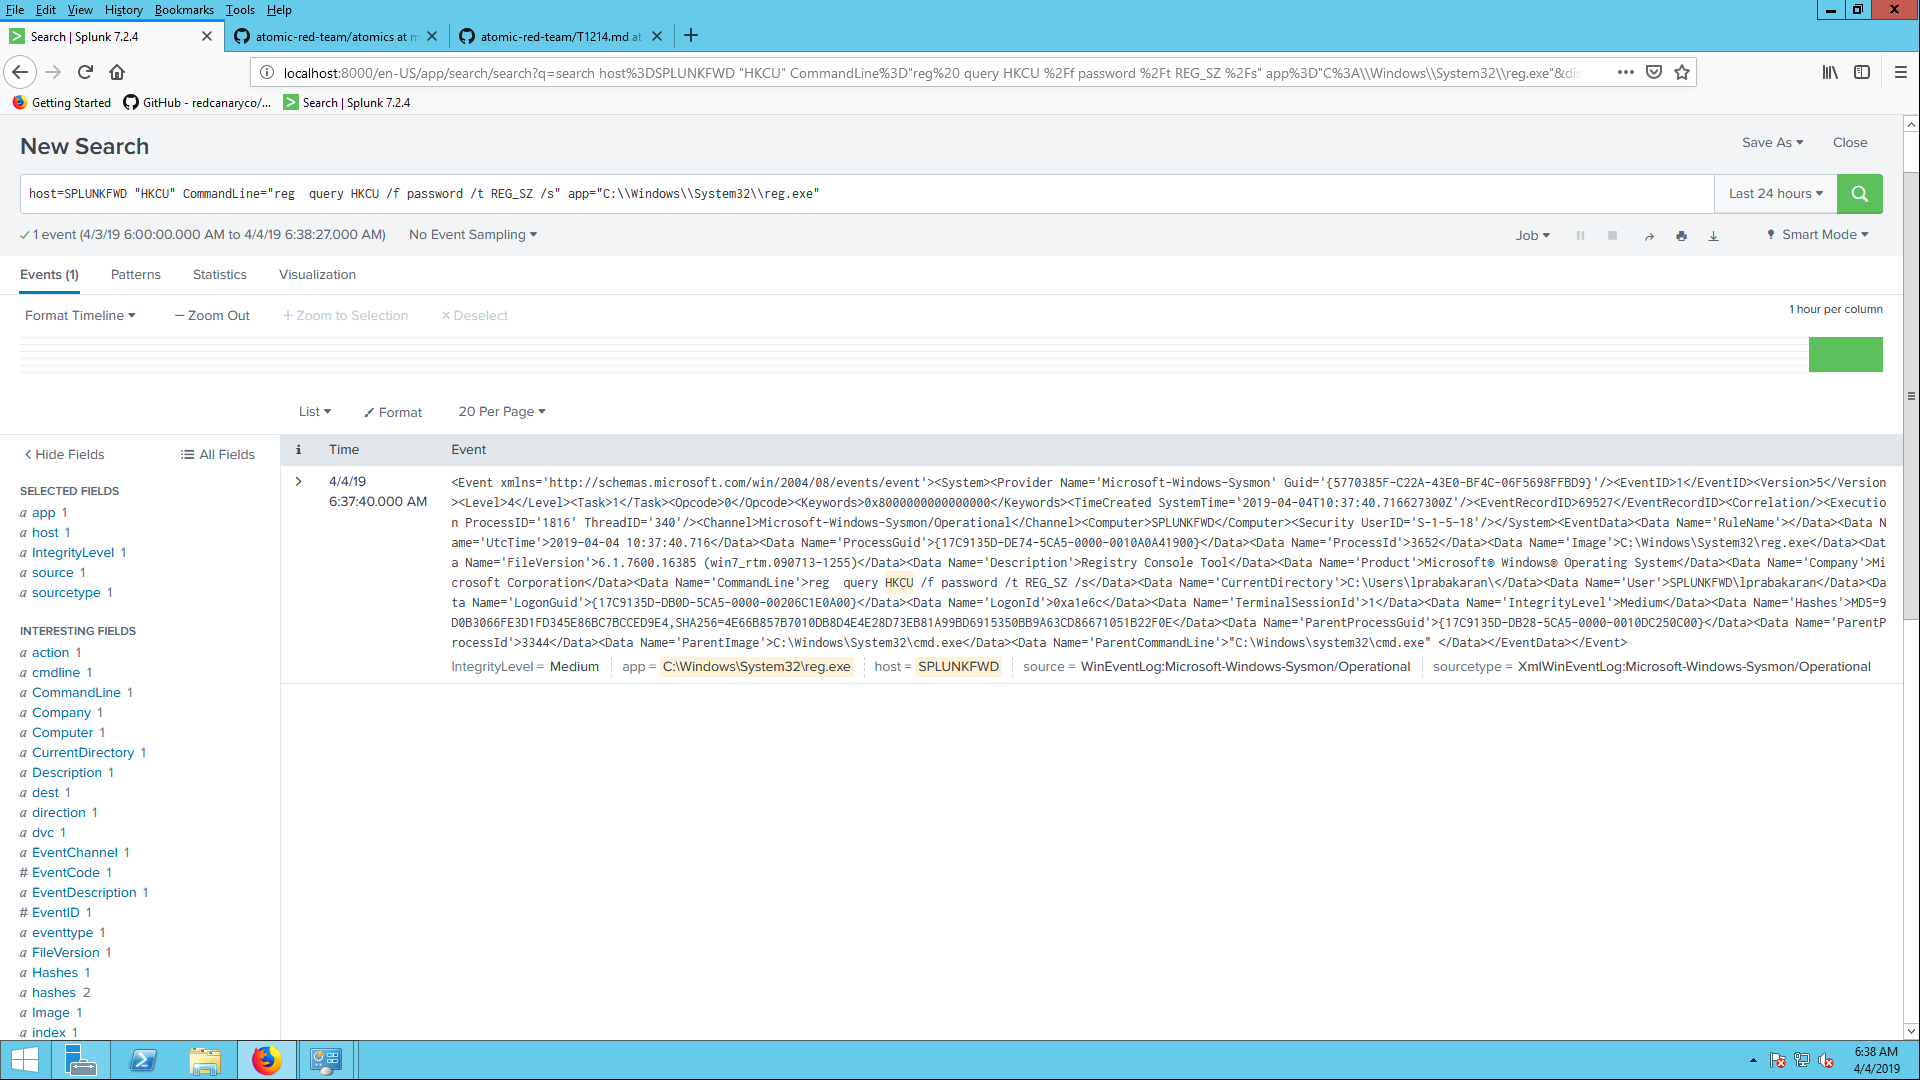 File Edit View History Bookmarks Tools Help
Search | Splunk 7.2.4
atomic-red-team/atomics at m
atomic-red-team/T1214.md at
localhost:8000/en-US/app/search/search?q=search host%3DSPLUNKFWD "HKCU" CommandLine%3D"reg%20 query HKCU %2Ff password %2Ft REG_SZ %2Fs" app%3D"C%3A\\Windows\\System32\\reg.exe"&dis
Getting Started GitHub - redcanaryco/... Search | Splunk 7.2.4
New Search
Save As Close
host=SPLUNKFWD "HKCU" CommandLine="reg  query HKCU /f password /t REG_SZ /s" app="C:\\Windows\\System32\\reg.exe"
Last 24 hours
1 event (4/3/19 6:00:00.000 AM to 4/4/19 6:38:27.000 AM) No Event Sampling
Job Smart Mode
Events (1) Patterns Statistics Visualization
Format Timeline — Zoom Out + Zoom to Selection × Deselect
1 hour per column
List Format 20 Per Page
< Hide Fields All Fields
i Time Event
SELECTED FIELDS
a app 1
a host 1
a IntegrityLevel 1
a source 1
a sourcetype 1
INTERESTING FIELDS
a action 1
a cmdline 1
a CommandLine 1
a Company 1
a Computer 1
a CurrentDirectory 1
a Description 1
a dest 1
a direction 1
a dvc 1
a EventChannel 1
# EventCode 1
a EventDescription 1
# EventID 1
a eventtype 1
a FileVersion 1
a Hashes 1
a hashes 2
a Image 1
a index 1
4/4/19
6:37:40.000 AM
<Event xmlns='http://schemas.microsoft.com/win/2004/08/events/event'><System><Provider Name='Microsoft-Windows-Sysmon' Guid='{5770385F-C22A-43E0-BF4C-06F5698FFBD9}'/><EventID>1</EventID><Version>5</Version
><Level>4</Level><Task>1</Task><Opcode>0</Opcode><Keywords>0x8000000000000000</Keywords><TimeCreated SystemTime='2019-04-04T10:37:40.716627300Z'/><EventRecordID>69527</EventRecordID><Correlation/><Executio
n ProcessID='1816' ThreadID='340'/><Channel>Microsoft-Windows-Sysmon/Operational</Channel><Computer>SPLUNKFWD</Computer><Security UserID='S-1-5-18'/></System><EventData><Data Name='RuleName'></Data><Data N
ame='UtcTime'>2019-04-04 10:37:40.716</Data><Data Name='ProcessGuid'>{17C9135D-DE74-5CA5-0000-0010A0A41900}</Data><Data Name='ProcessId'>3652</Data><Data Name='Image'>C:\Windows\System32\reg.exe</Data><Dat
a Name='FileVersion'>6.1.7600.16385 (win7_rtm.090713-1255)</Data><Data Name='Description'>Registry Console Tool</Data><Data Name='Product'>Microsoft® Windows® Operating System</Data><Data Name='Company'>Mi
crosoft Corporation</Data><Data Name='CommandLine'>reg  query HKCU /f password /t REG_SZ /s</Data><Data Name='CurrentDirectory'>C:\Users\lprabakaran\</Data><Data Name='User'>SPLUNKFWD\lprabakaran</Data><Da
ta Name='LogonGuid'>{17C9135D-DB0D-5CA5-0000-00206C1E0A00}</Data><Data Name='LogonId'>0xa1e6c</Data><Data Name='TerminalSessionId'>1</Data><Data Name='IntegrityLevel'>Medium</Data><Data Name='Hashes'>MD5=9
D0B3066FE3D1FD345E86BC7BCCED9E4,SHA256=4E66B857B7010DB8D4E4E28D73EB81A99BD6915350BB9A63CD86671051B22F0E</Data><Data Name='ParentProcessGuid'>{17C9135D-DB28-5CA5-0000-0010DC250C00}</Data><Data Name='ParentP
rocessId'>3344</Data><Data Name='ParentImage'>C:\Windows\System32\cmd.exe</Data><Data Name='ParentCommandLine'>"C:\Windows\system32\cmd.exe" </Data></EventData></Event>
IntegrityLevel = Medium app = C:\Windows\System32\reg.exe host = SPLUNKFWD source = WinEventLog:Microsoft-Windows-Sysmon/Operational sourcetype = XmlWinEventLog:Microsoft-Windows-Sysmon/Operational
6:38 AM
4/4/2019